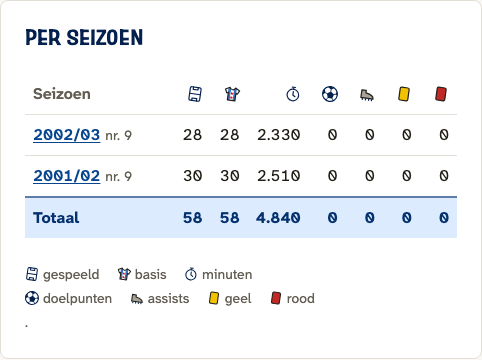 PER SEIZOEN
Seizoen
2002/03 nr. 9 28 28 2.330 0 0 0 0
2001/02 nr. 9 30 30 2.510 0 0 0 0
Totaal 58 58 4.840 0 0 0 0
gespeeld basis minuten
doelpunten assists geel rood
.